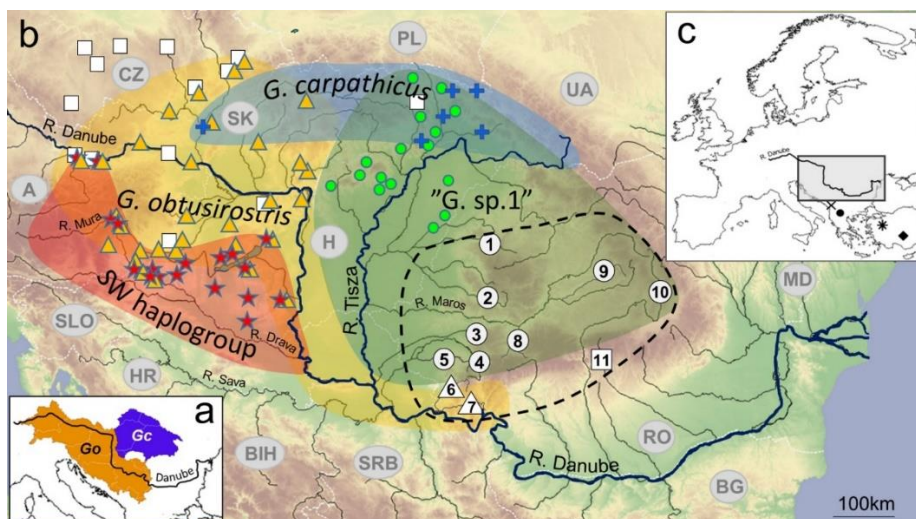 b
c
PL
CZ
G. carpathicus
UA
SK
R. Danube
R. Danube
A
G. obtusirostris
"G. sp.1"
R. Mura
H
1
9
R. Tisza
2
10
MD
SW haplogroup
R. Maros
3
8
SLO
R. Drava
5
4
11
HR
R. Sava
6
7
a
Go
Gc
Danube
BIH
SRB
R. Danube
RO
BG
100km